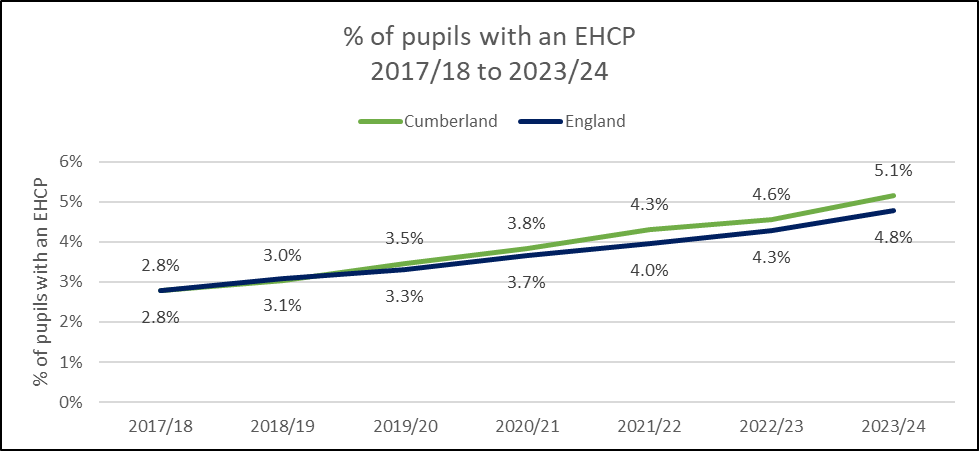 % of pupils with an EHCP
2017/18 to 2023/24
Cumberland England
% of pupils with an EHCP
6%
5%
4%
3%
2%
1%
0%
2.8% 3.0% 3.5% 3.8% 4.3% 4.6% 5.1%
2.8% 3.1% 3.3% 3.7% 4.0% 4.3% 4.8%
2017/18 2018/19 2019/20 2020/21 2021/22 2022/23 2023/24